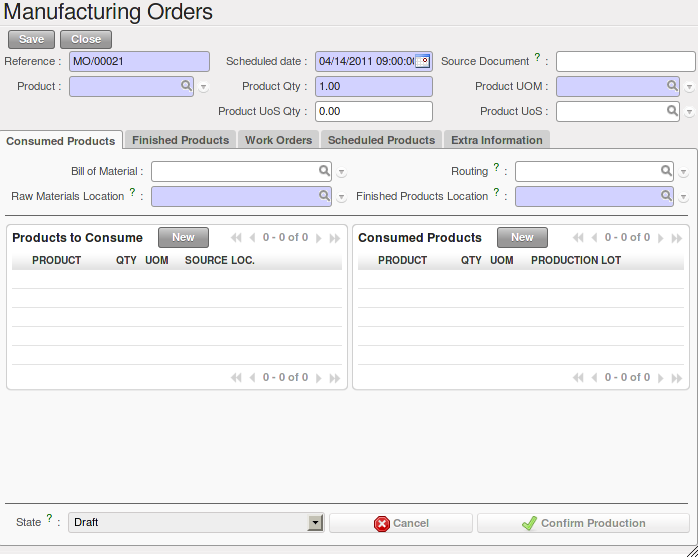 Manufacturing Orders
Save Close
Reference : MO/00021 Scheduled date : 04/14/2011 09:00:00 Source Document ? :
Product : Product Qty : 1.00 Product UOM :
Product UoS Qty : 0.00 Product UoS :
Consumed Products Finished Products Work Orders Scheduled Products Extra Information
Bill of Material : Routing ? :
Raw Materials Location ? : Finished Products Location ? :
Products to Consume New 0 - 0 of 0 Consumed Products New 0 - 0 of 0
PRODUCT QTY UOM SOURCE LOC. PRODUCT QTY UOM PRODUCTION LOT
0 - 0 of 0 0 - 0 of 0
State ? : Draft Cancel Confirm Production